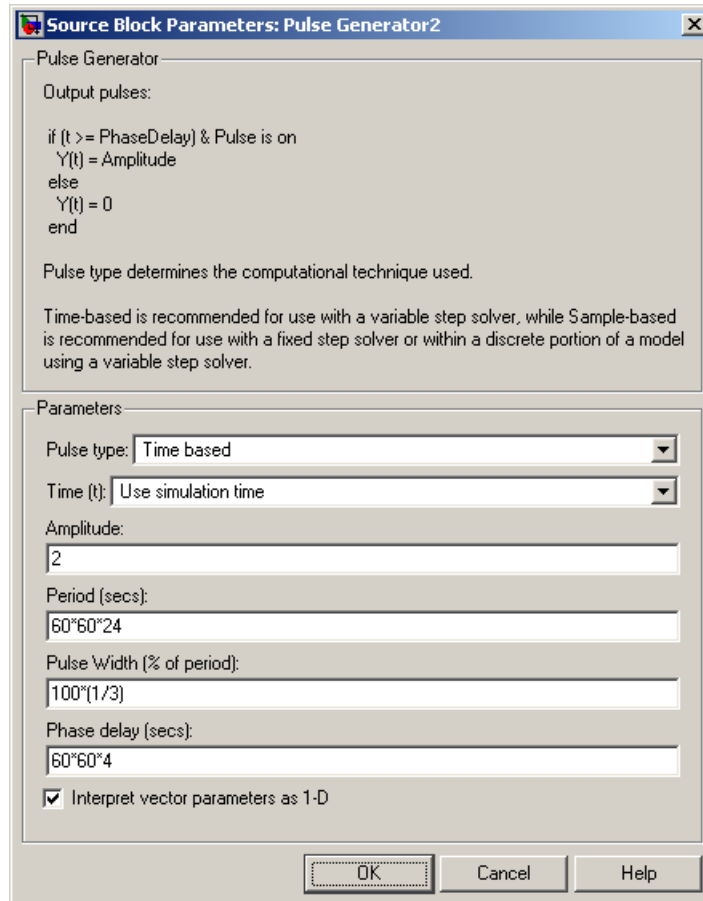 Source Block Parameters: Pulse Generator2
Pulse Generator
Output pulses:
if (t >= PhaseDelay) & Pulse is on
Y(t) = Amplitude
else
Y(t) = 0
end
Pulse type determines the computational technique used.
Time-based is recommended for use with a variable step solver, while Sample-based
is recommended for use with a fixed step solver or within a discrete portion of a model
using a variable step solver.
Parameters
Pulse type: Time based
Time (t): Use simulation time
Amplitude:
2
Period (secs):
60*60*24
Pulse Width (% of period):
100*(1/3)
Phase delay (secs):
60*60*4
Interpret vector parameters as 1-D
OK Cancel Help